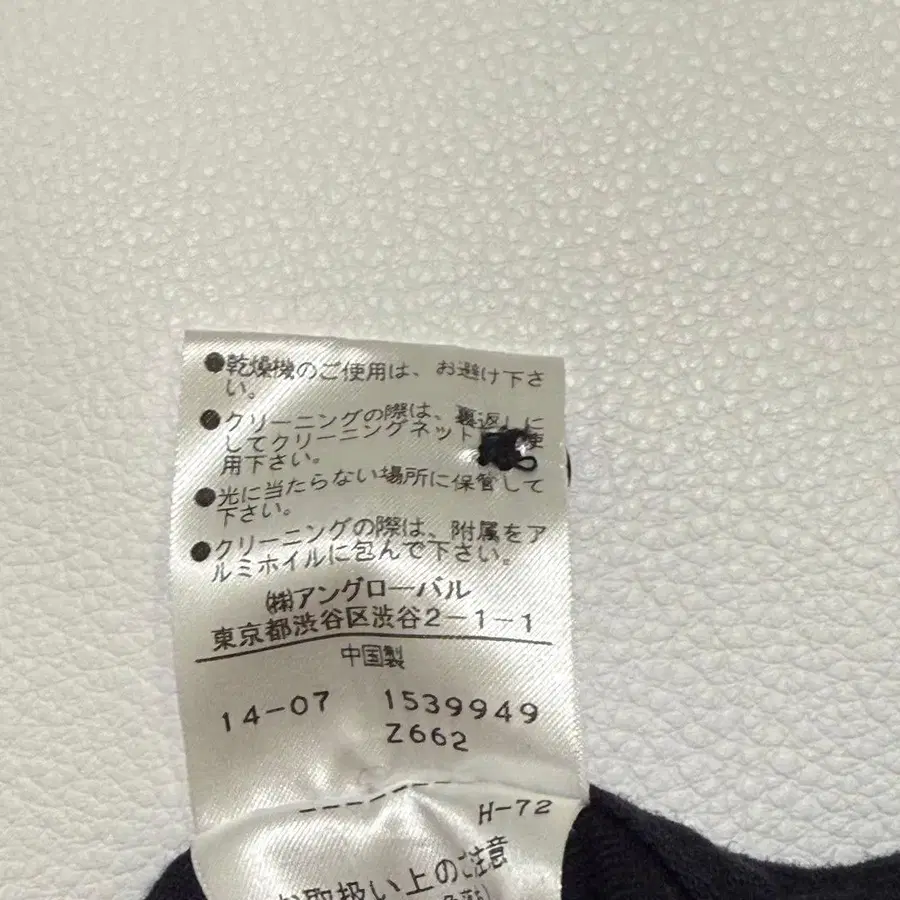 ●乾燥機のご使用は、お避け下さ
い。
●クリーニングの際は、裏返しに
してクリーニングネット使
用下さい。
●光に当たらない場所に保管して
下さい。
●クリーニングの際は、附属をア
ルミホイルに包んで下さい。
㈱アングローバル
東京都渋谷区渋谷2-1-1
中国製
14-07 1539949
Z662
H-72
お取扱い上のご注意